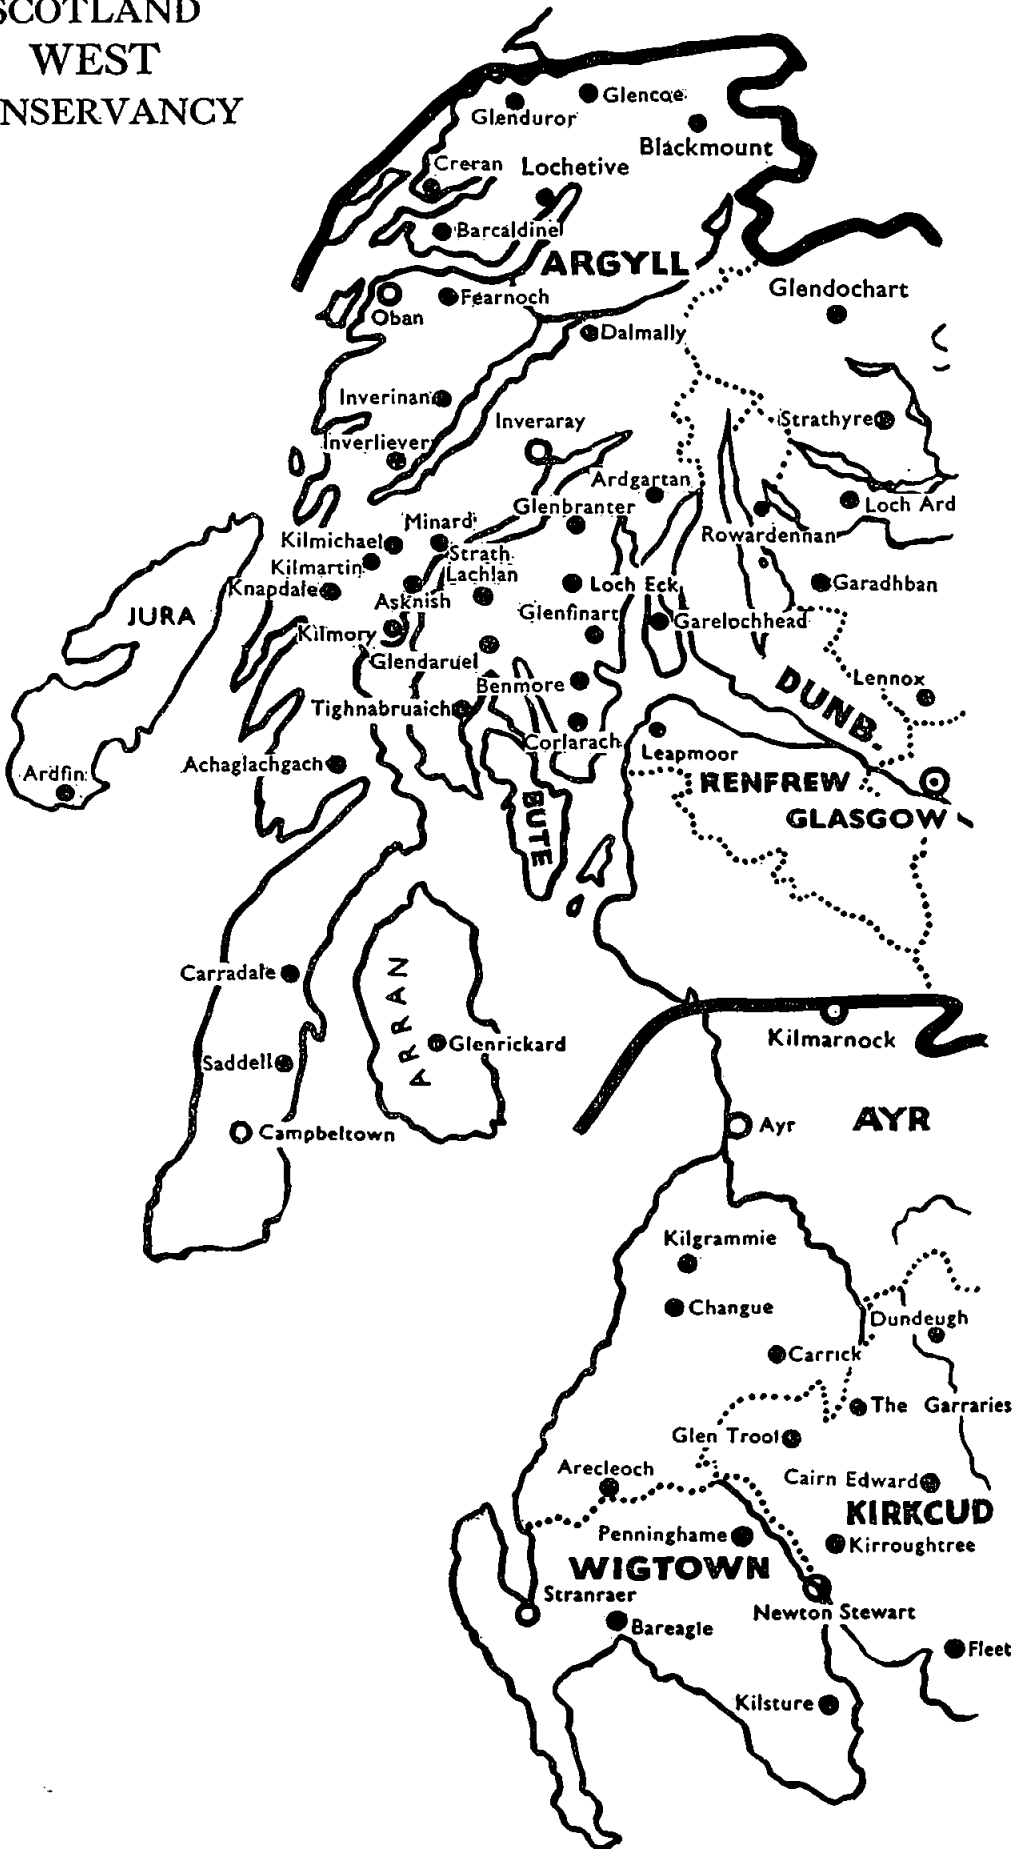 SCOTLAND
WEST
NSERVANCY
Glencoe
Glenduror
Blackmount
Creran
Lochetive
Barcaldine
ARGYLL
Glendochart
Fearnoch
Oban
Dalmally
Inverinan
Strathyre
Inveraray
Inverliever
Ardgartan
Loch Ard
Glenbranter
Minard
Rowardennan
Kilmichael
Strath
Lachlan
Kilmartin
Knapdale
Loch Eck
Garadhban
Asknish
JURA
Glenfinart
Garelochhead
Kilmory
Glendaruel
Lennox
Benmore
DUNB.
Tighnabruaich
Corlarach
Leapmoor
Achaglachgach
Ardfin
RENFREW
BUTE
GLASGOW
Carradale
ARRAN
Kilmarnock
Glenrickard
Saddell
AYR
Ayr
Campbeltown
Kilgrammie
Changue
Dundeugh
Carrick
The Garraries
Glen Trool
Arecleoch
Cairn Edward
KIRKCUD
Penninghame
Kirroughtree
WIGTOWN
Stranraer
Newton Stewart
Bareagle
Fleet
Kilsture